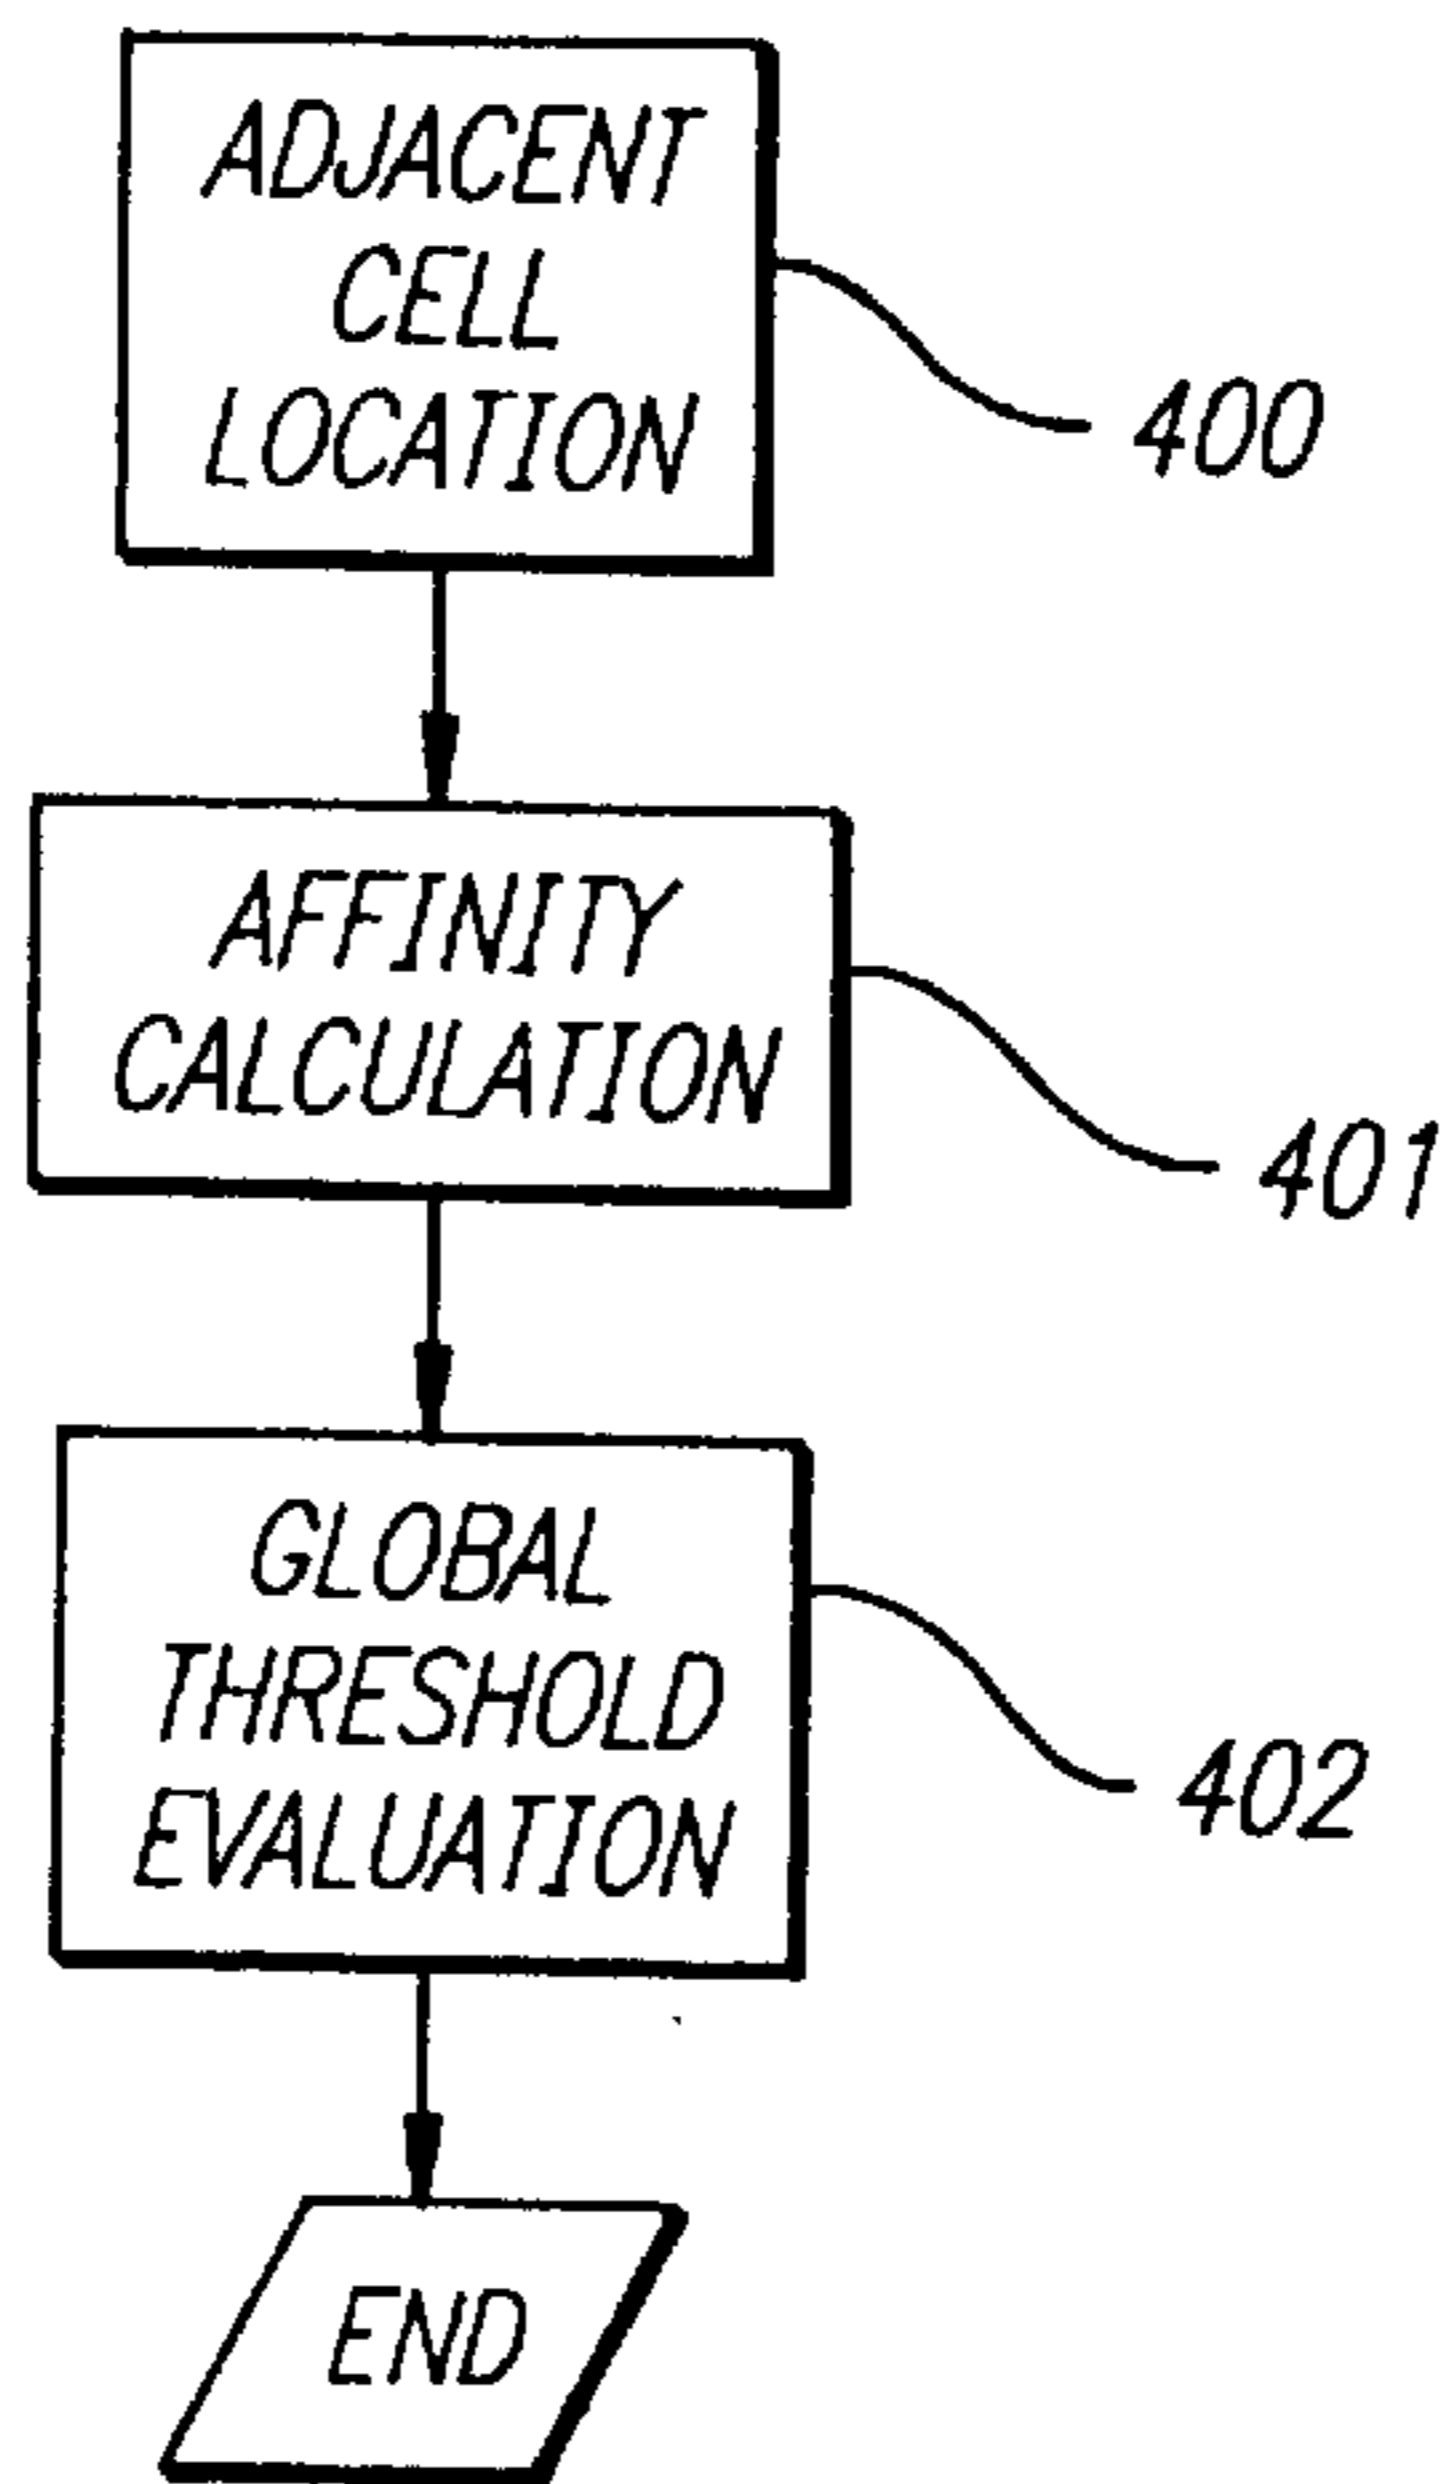 ADJACENT
CELL
LOCATION
400
AFFINITY
CALCULATION
401
GLOBAL
THRESHOLD
EVALUATION
402
END